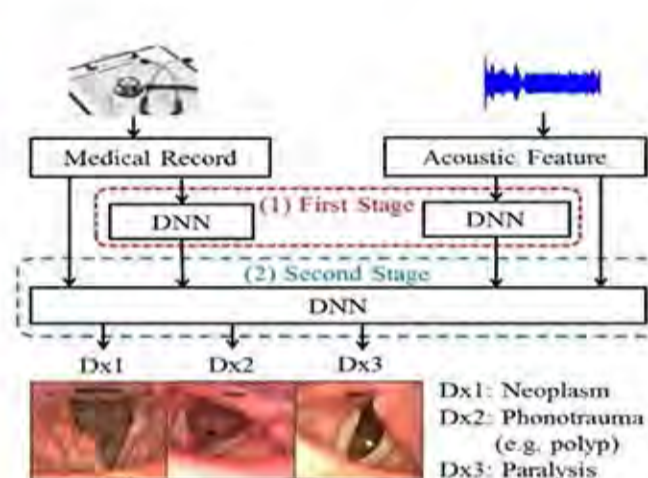 Medical Record
Acoustic Feature
(1) First Stage
DNN
DNN
(2) Second Stage
DNN
Dx1
Dx2
Dx3
Dx1: Neoplasm
Dx2: Phonotrauma
(e.g. polyp)
Dx3: Paralysis